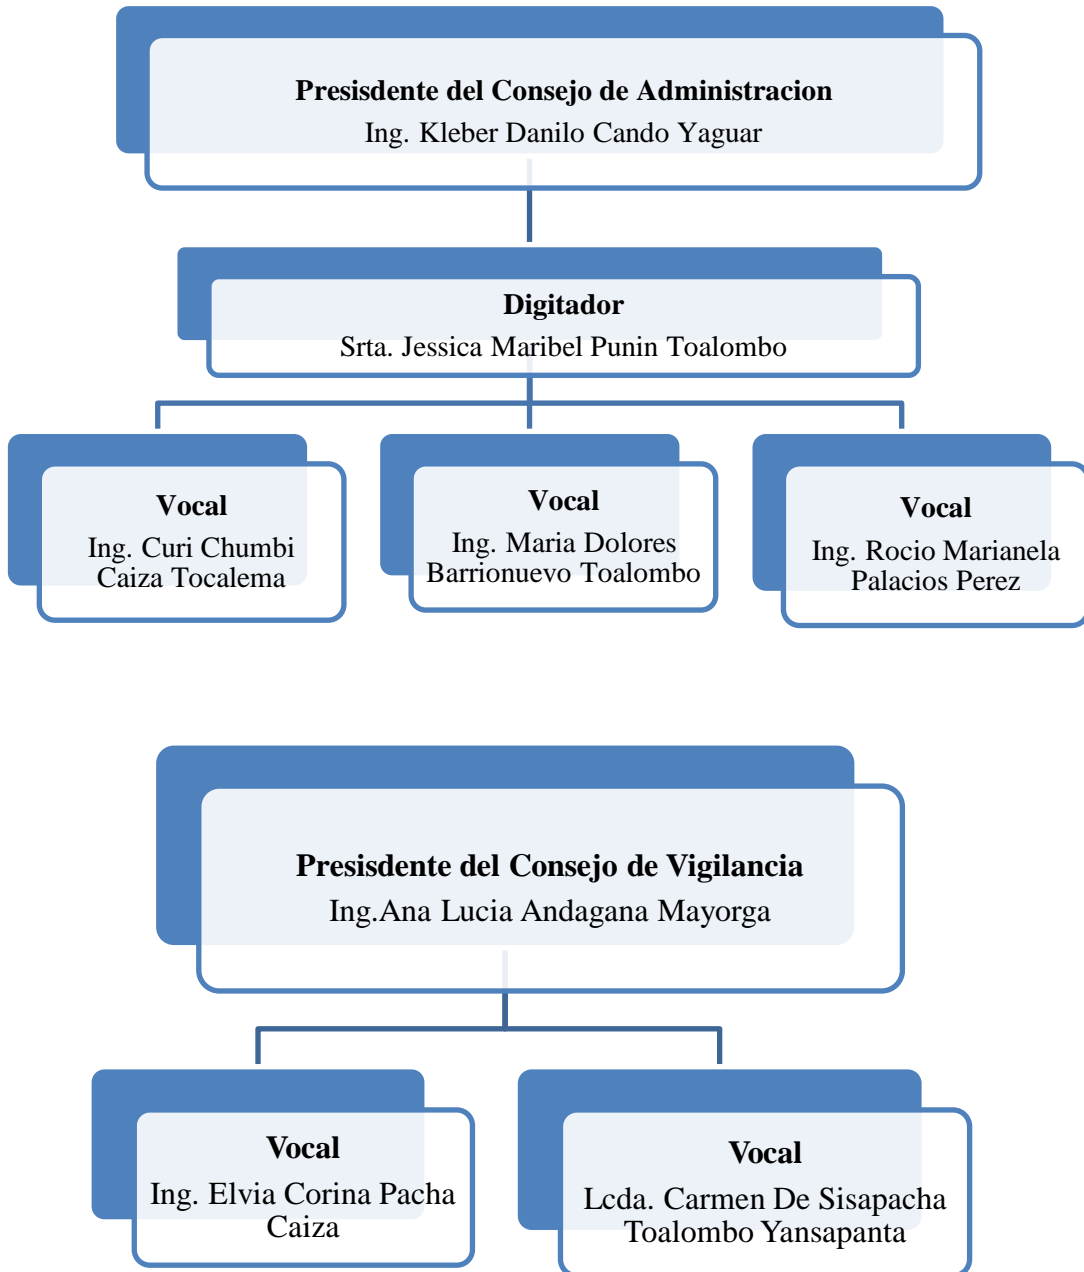 Presisdente del Consejo de Administracion
Ing. Kleber Danilo Cando Yaguar
Digitador
Srta. Jessica Maribel Punin Toalombo
Vocal
Ing. Curi Chumbi
Caiza Tocalema
Vocal
Ing. Maria Dolores
Barrionuevo Toalombo
Vocal
Ing. Rocio Marianela
Palacios Perez
Presisdente del Consejo de Vigilancia
Ing.Ana Lucia Andagana Mayorga
Vocal
Ing. Elvia Corina Pacha
Caiza
Vocal
Lcda. Carmen De Sisapacha
Toalombo Yansapanta